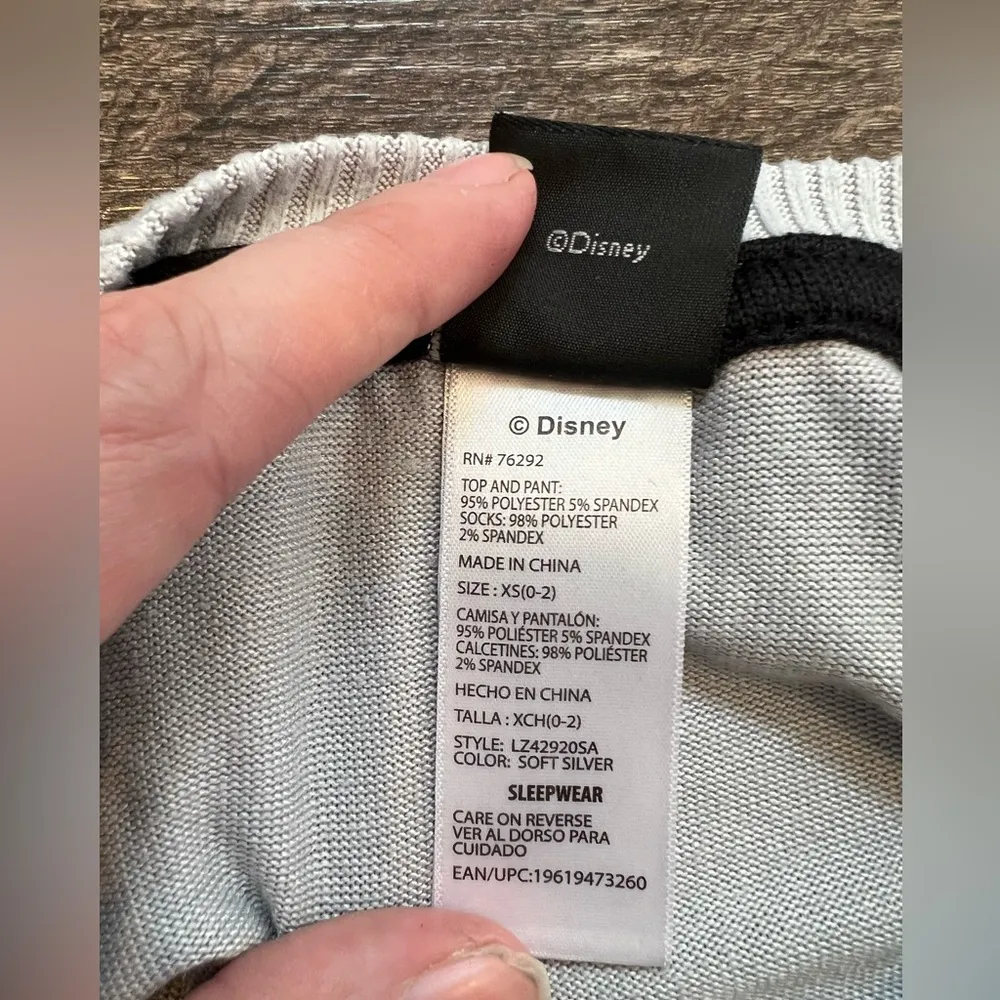 ©Disney
© Disney
RN# 76292
TOP AND PANT:
95% POLYESTER 5% SPANDEX
SOCKS: 98% POLYESTER
2% SPANDEX
MADE IN CHINA
SIZE : XS(0-2)
CAMISA Y PANTALÓN:
95% POLIÉSTER 5% SPANDEX
CALCETINES: 98% POLIÉSTER
2% SPANDEX
HECHO EN CHINA
TALLA : XCH(0-2)
STYLE: LZ42920SA
COLOR: SOFT SILVER
SLEEPWEAR
CARE ON REVERSE
VER AL DORSO PARA
CUIDADO
EAN/UPC:19619473260